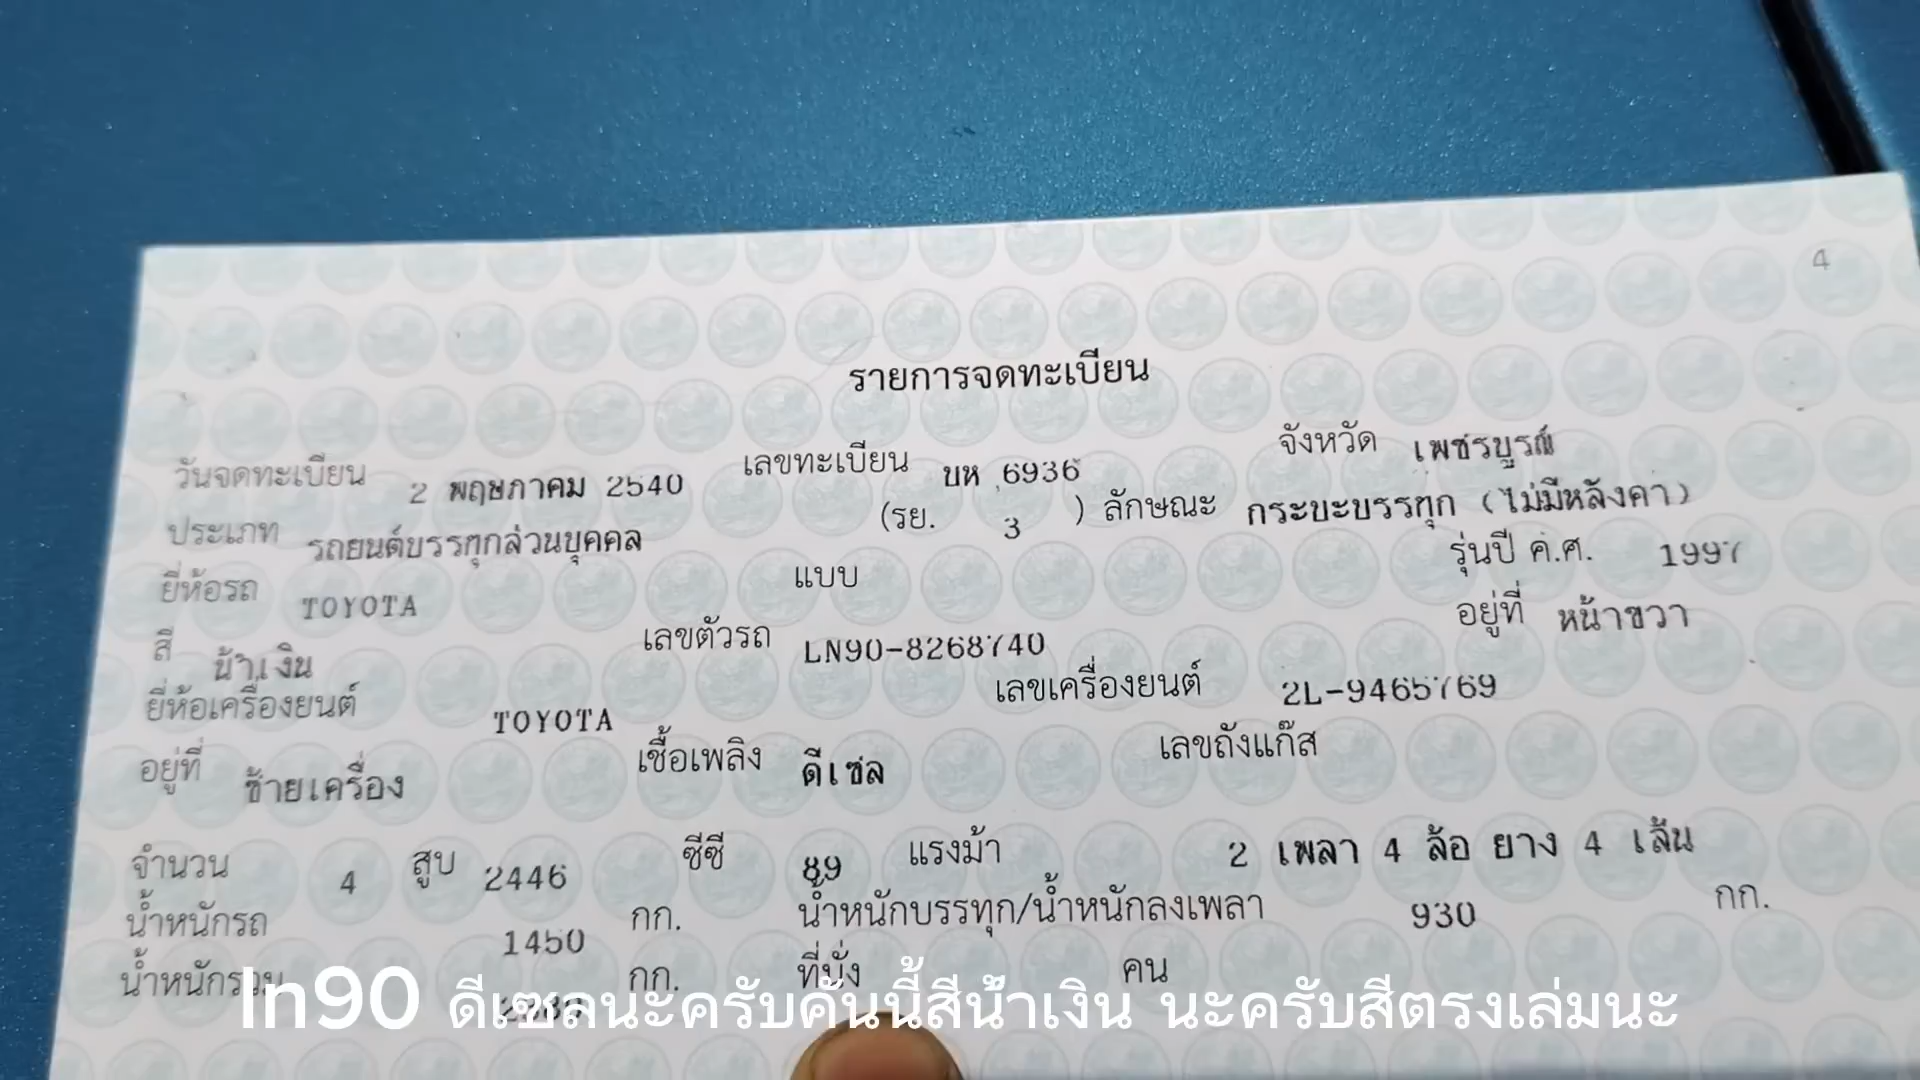 4
รายการจดทะเบียน
วันจดทะเบียน 2 พฤษภาคม 2540 เลขทะเบียน บห 6936 จังหวัด เพชรบูรณ์
ประเภท รถยนต์บรรทุกส่วนบุคคล (รย. 3 ) ลักษณะ กระบะบรรทุก (ไม่มีหลังคา)
ยี่ห้อรถ TOYOTA แบบ รุ่นปี ค.ศ. 1997
สี น้ำเงิน เลขตัวรถ LN90-8268740 อยู่ที่ หน้าขวา
ยี่ห้อเครื่องยนต์ TOYOTA เลขเครื่องยนต์ 2L-9465769
อยู่ที่ ซ้ายเครื่อง เชื้อเพลิง ดีเซล เลขถังแก๊ส
จำนวน 4 สูบ 2446 ซีซี 89 แรงม้า 2 เพลา 4 ล้อ ยาง 4 เส้น
น้ำหนักรถ 1450 กก. น้ำหนักบรรทุก/น้ำหนักลงเพลา 930 กก.
น้ำหนักรวม กก. ที่นั่ง คน
ln90 ดีเซลนะครับคันนี้สีน้ำเงิน นะครับสีตรงเล่มนะ